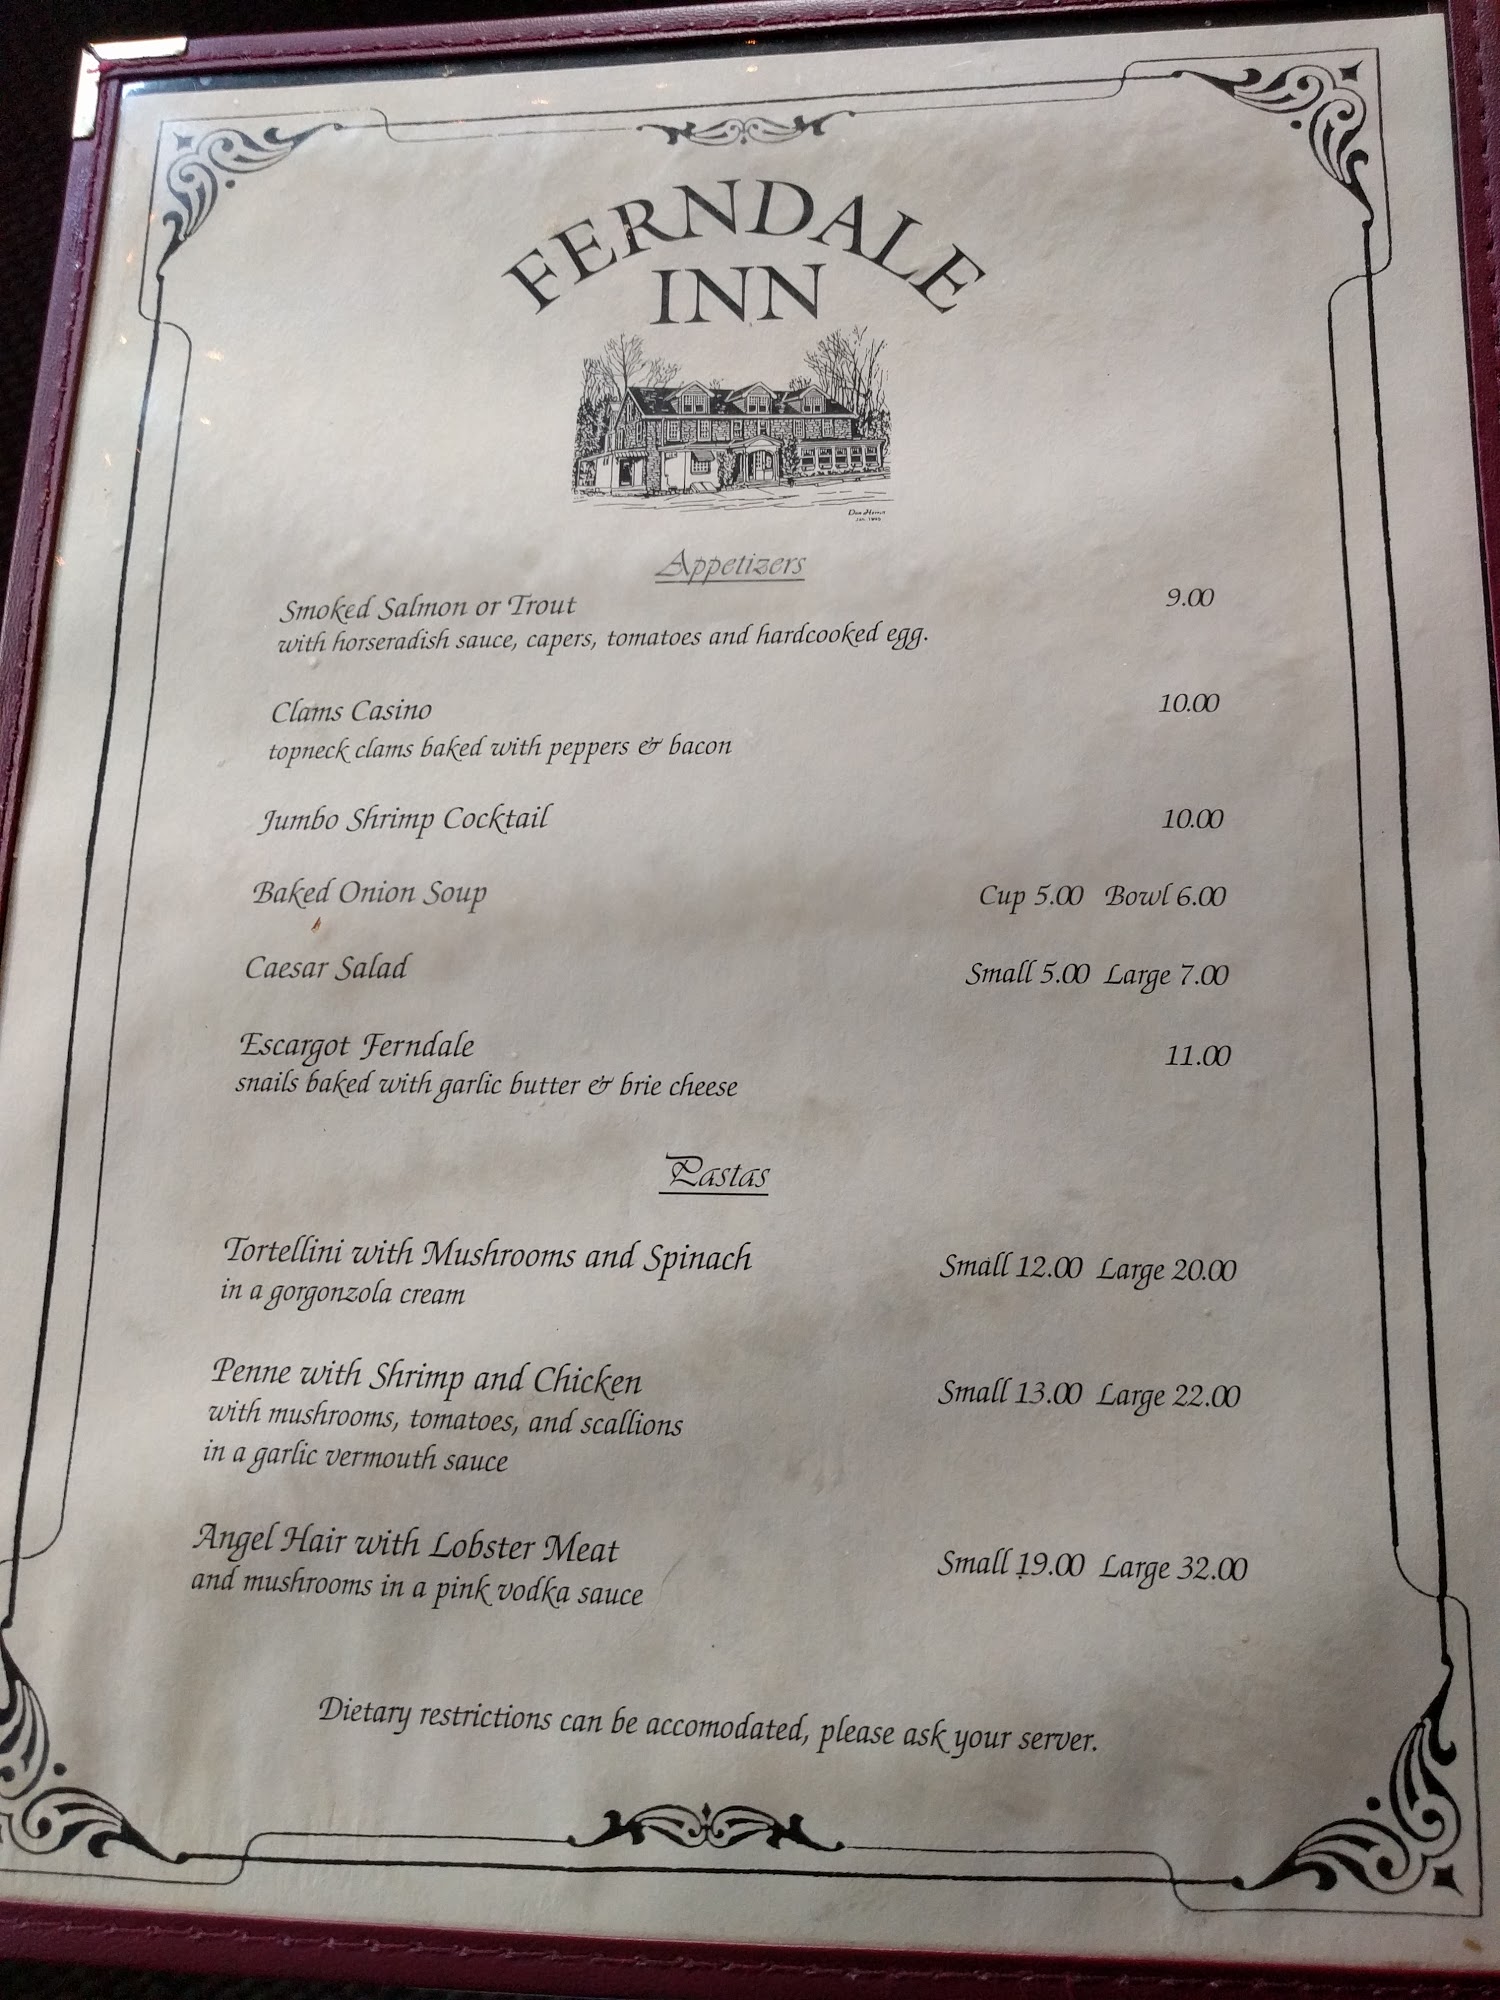 FERNDALE
INN
Appetizers
Smoked Salmon or Trout 9.00
with horseradish sauce, capers, tomatoes and hardcooked egg.
Clams Casino 10.00
topneck clams baked with peppers & bacon
Jumbo Shrimp Cocktail 10.00
Baked Onion Soup Cup 5.00 Bowl 6.00
Caesar Salad Small 5.00 Large 7.00
Escargot Ferndale 11.00
snails baked with garlic butter & brie cheese
Pastas
Tortellini with Mushrooms and Spinach Small 12.00 Large 20.00
in a gorgonzola cream
Penne with Shrimp and Chicken Small 13.00 Large 22.00
with mushrooms, tomatoes, and scallions
in a garlic vermouth sauce
Angel Hair with Lobster Meat Small 19.00 Large 32.00
and mushrooms in a pink vodka sauce
Dietary restrictions can be accomodated, please ask your server.